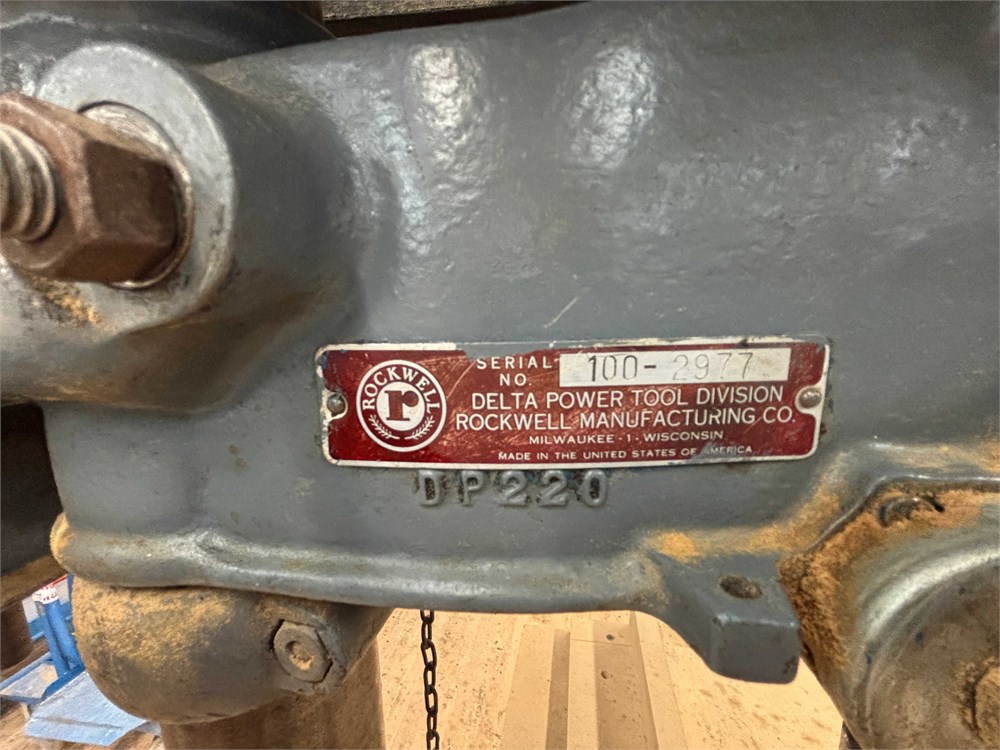 SERIAL
NO.
100-2977
ROCKWELL
r
DELTA POWER TOOL DIVISION
ROCKWELL MANUFACTURING CO.
MILWAUKEE - 1 - WISCONSIN
MADE IN THE UNITED STATES OF AMERICA
DP220